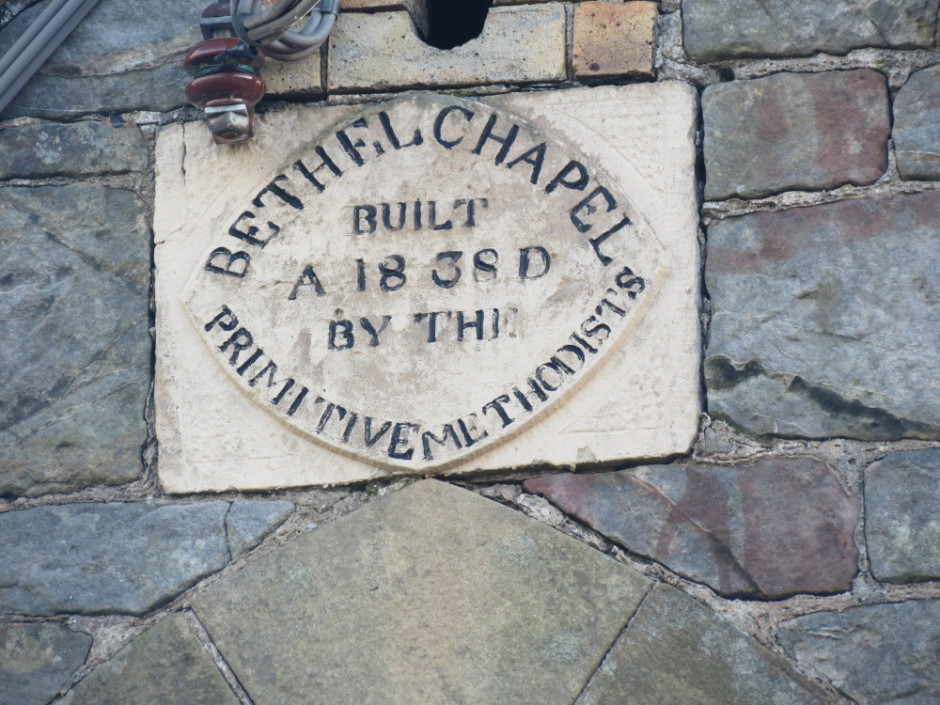 BETHEL CHAPEL
BUILT
A 1838 D
BY THE
PRIMITIVE METHODISTS